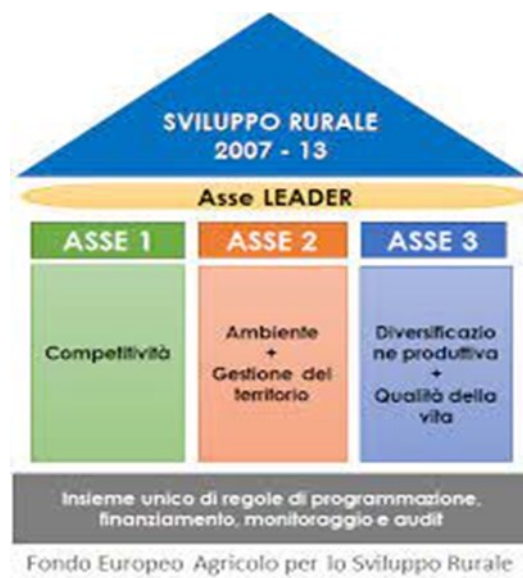 SVILUPPO RURALE
2007 - 13
Asse LEADER
ASSE 1
ASSE 2
ASSE 3
Competitività
Ambiente
+
Gestione del
territorio
Diversificazio
ne produttiva
+
Qualità della
vita
Insieme unico di regole di programmazione,
finanziamento, monitoraggio e audit
Fondo Europeo Agricolo per lo Sviluppo Rurale